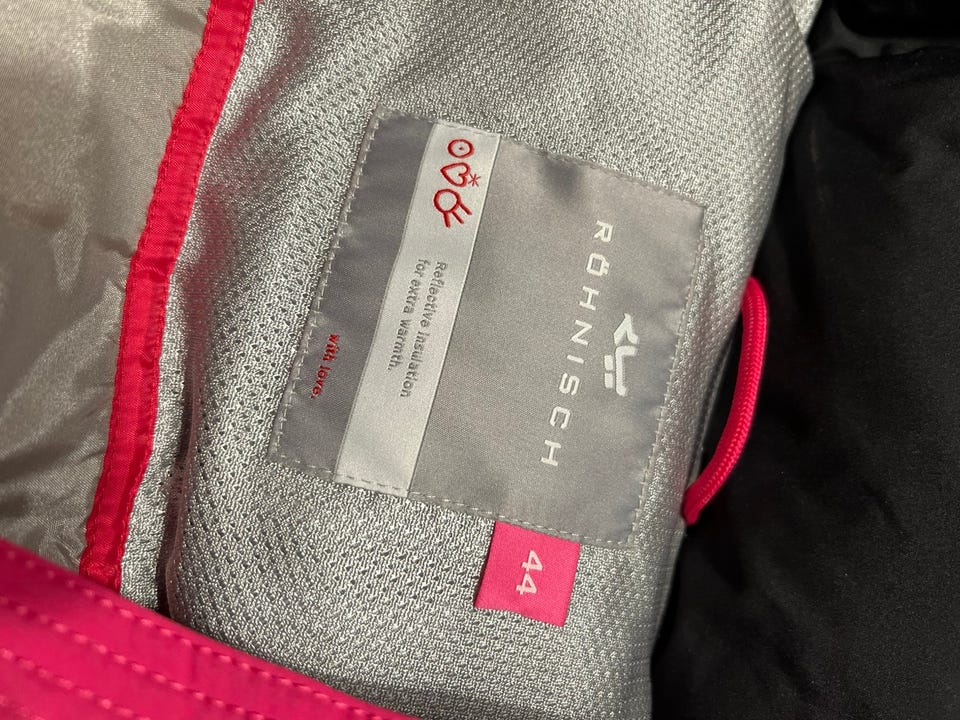 RÖHNISCH
Reflective insulation
for extra warmth.
with love.
44